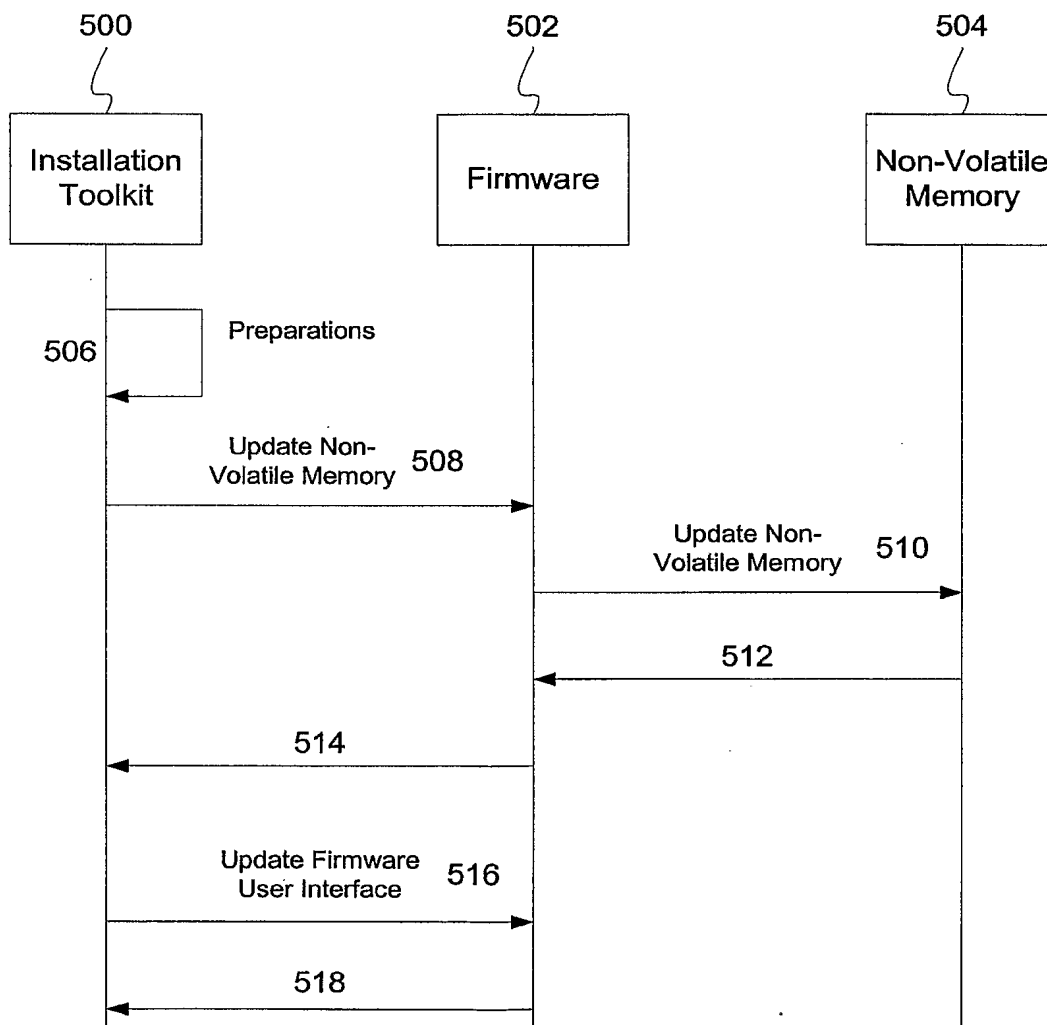 500
502
504
Installation
Toolkit
Firmware
Non-Volatile
Memory
506
Preparations
Update Non-
Volatile Memory
508
Update Non-
Volatile Memory
510
512
514
Update Firmware
User Interface
516
518